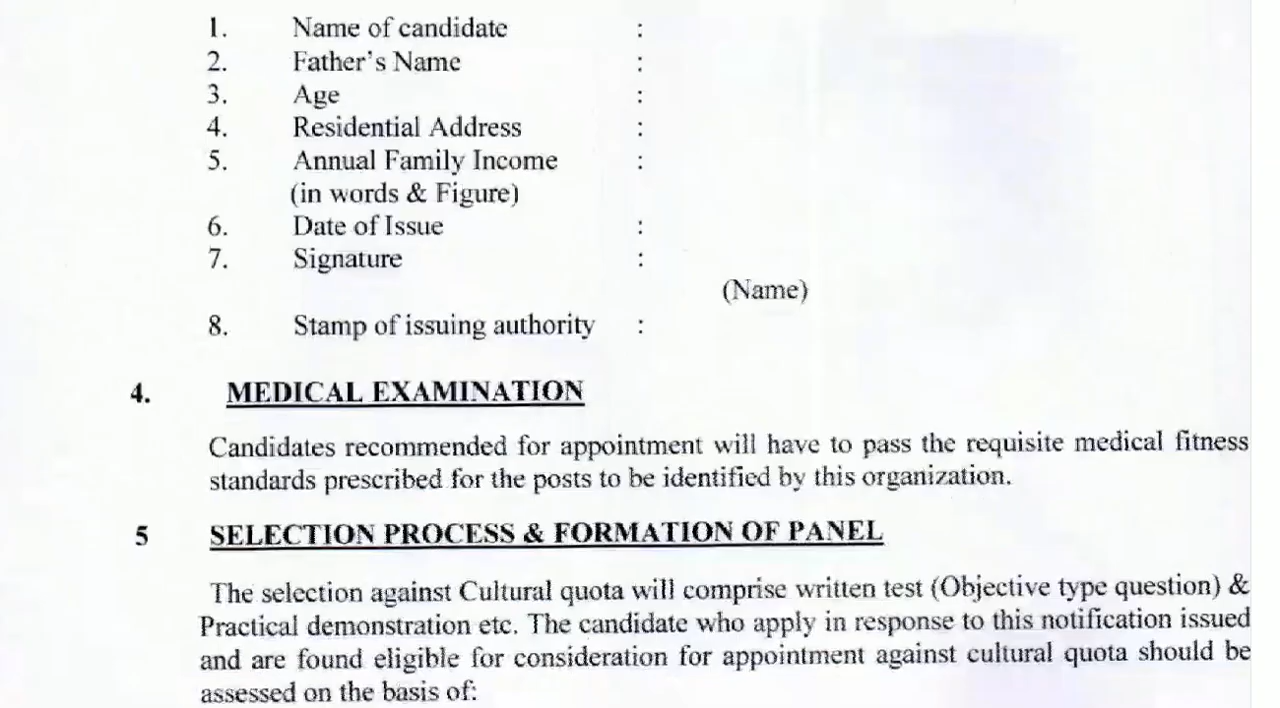 1. Name of candidate :
2. Father's Name :
3. Age :
4. Residential Address :
5. Annual Family Income :
(in words & Figure)
6. Date of Issue :
7. Signature :
(Name)
8. Stamp of issuing authority :
4. MEDICAL EXAMINATION
Candidates recommended for appointment will have to pass the requisite medical fitness
standards prescribed for the posts to be identified by this organization.
5 SELECTION PROCESS & FORMATION OF PANEL
The selection against Cultural quota will comprise written test (Objective type question) &
Practical demonstration etc. The candidate who apply in response to this notification issued
and are found eligible for consideration for appointment against cultural quota should be
assessed on the basis of: